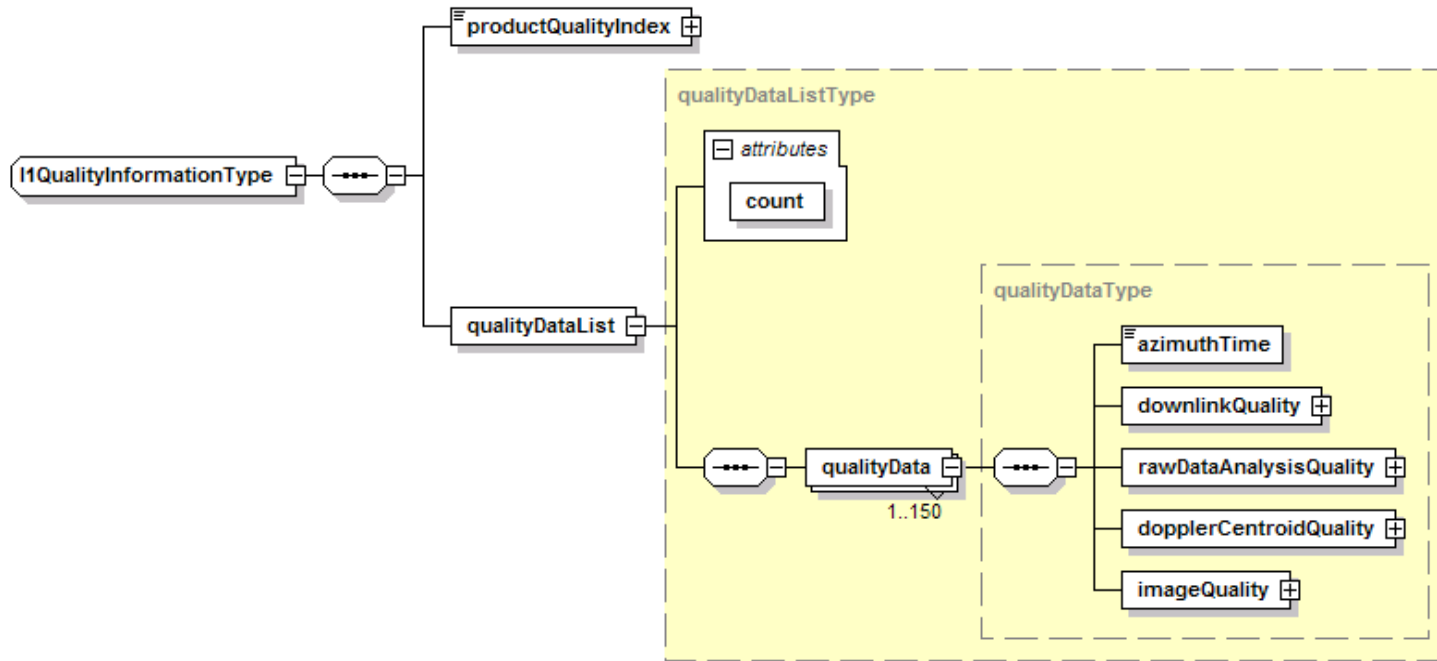 productQualityIndex
qualityDataListType
attributes
count
l1QualityInformationType
qualityDataType
qualityDataList
azimuthTime
downlinkQuality
qualityData
rawDataAnalysisQuality
1..150
dopplerCentroidQuality
imageQuality